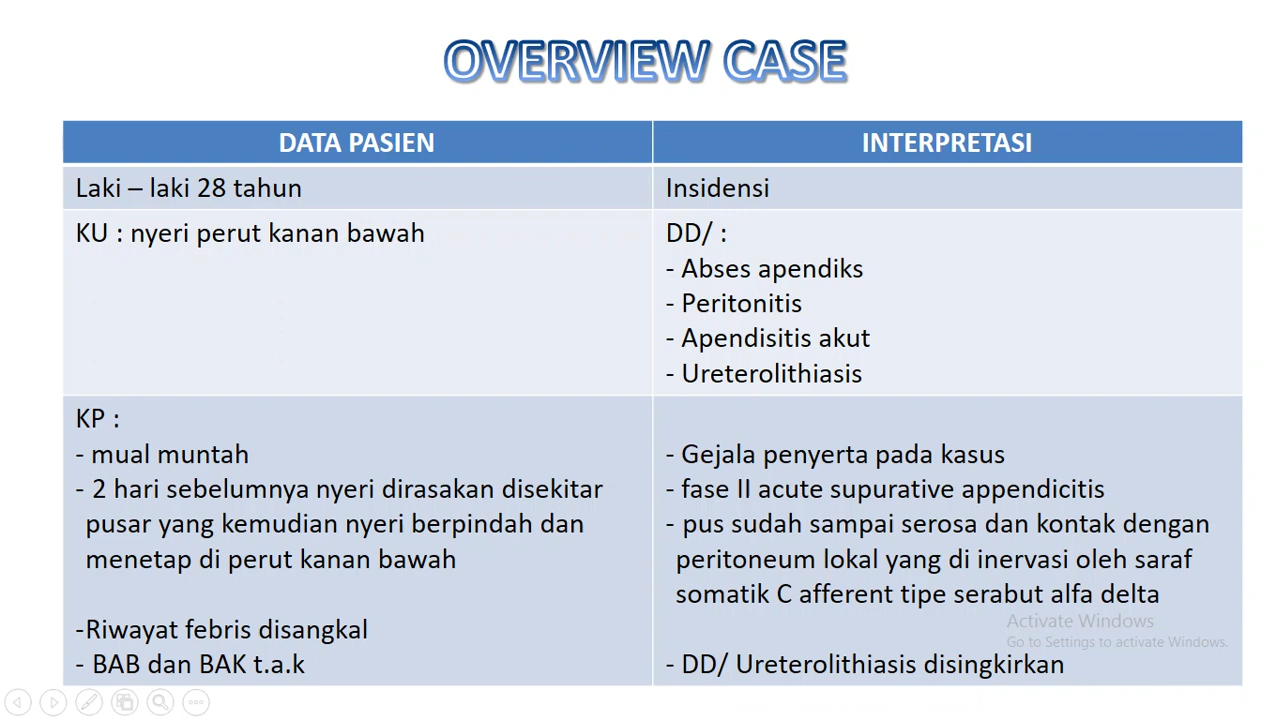 OVERVIEW CASE
DATA PASIEN
INTERPRETASI
Laki – laki 28 tahun
Insidensi
KU : nyeri perut kanan bawah
DD/ :
- Abses apendiks
- Peritonitis
- Apendisitis akut
- Ureterolithiasis
KP :
- mual muntah
- 2 hari sebelumnya nyeri dirasakan disekitar
pusar yang kemudian nyeri berpindah dan
menetap di perut kanan bawah
-Riwayat febris disangkal
- BAB dan BAK t.a.k
- Gejala penyerta pada kasus
- fase II acute supurative appendicitis
- pus sudah sampai serosa dan kontak dengan
peritoneum lokal yang di inervasi oleh saraf
somatik C afferent tipe serabut alfa delta
- DD/ Ureterolithiasis disingkirkan
Activate Windows
Go to Settings to activate Windows.